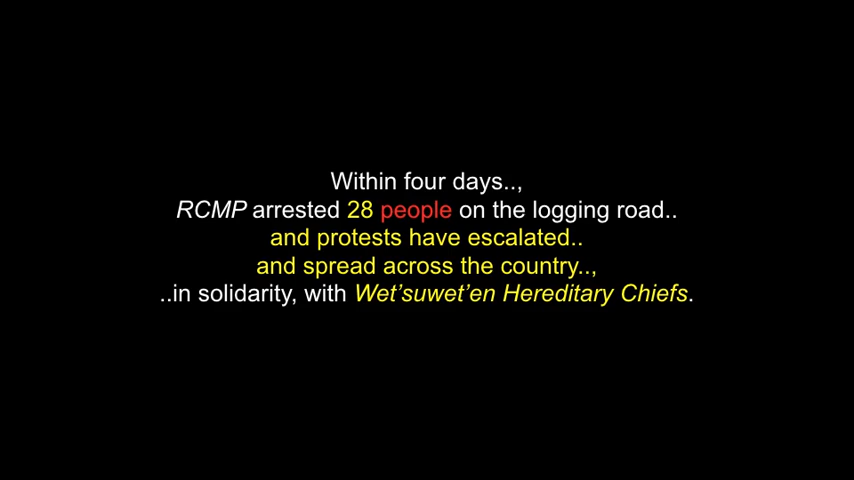 Within four days..,
RCMP arrested 28 people on the logging road..
and protests have escalated..
and spread across the country..,
..in solidarity, with Wet’suwet’en Hereditary Chiefs.